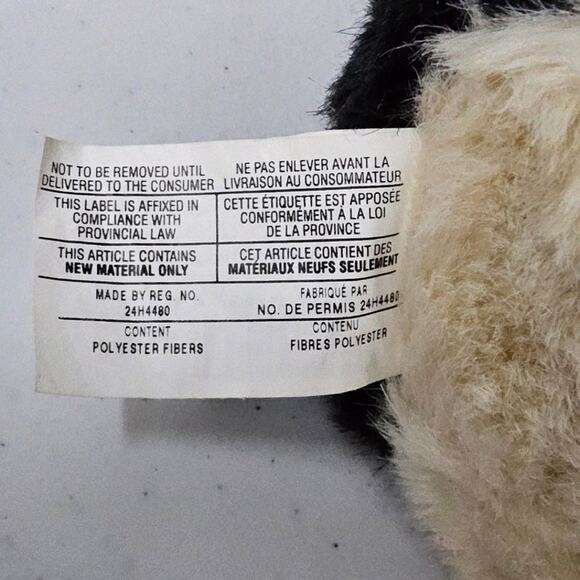 NOT TO BE REMOVED UNTIL
DELIVERED TO THE CONSUMER
THIS LABEL IS AFFIXED IN
COMPLIANCE WITH
PROVINCIAL LAW
THIS ARTICLE CONTAINS
NEW MATERIAL ONLY
MADE BY REG. NO.
24H4480
CONTENT
POLYESTER FIBERS
NE PAS ENLEVER AVANT LA
LIVRAISON AU CONSOMMATEUR
CETTE ÉTIQUETTE EST APPOSÉE
CONFORMÉMENT À LA LOI
DE LA PROVINCE
CET ARTICLE CONTIENT DES
MATÉRIAUX NEUFS SEULEMENT
FABRIQUÉ PAR
NO. DE PERMIS 24H4480
CONTENU
FIBRES POLYESTER